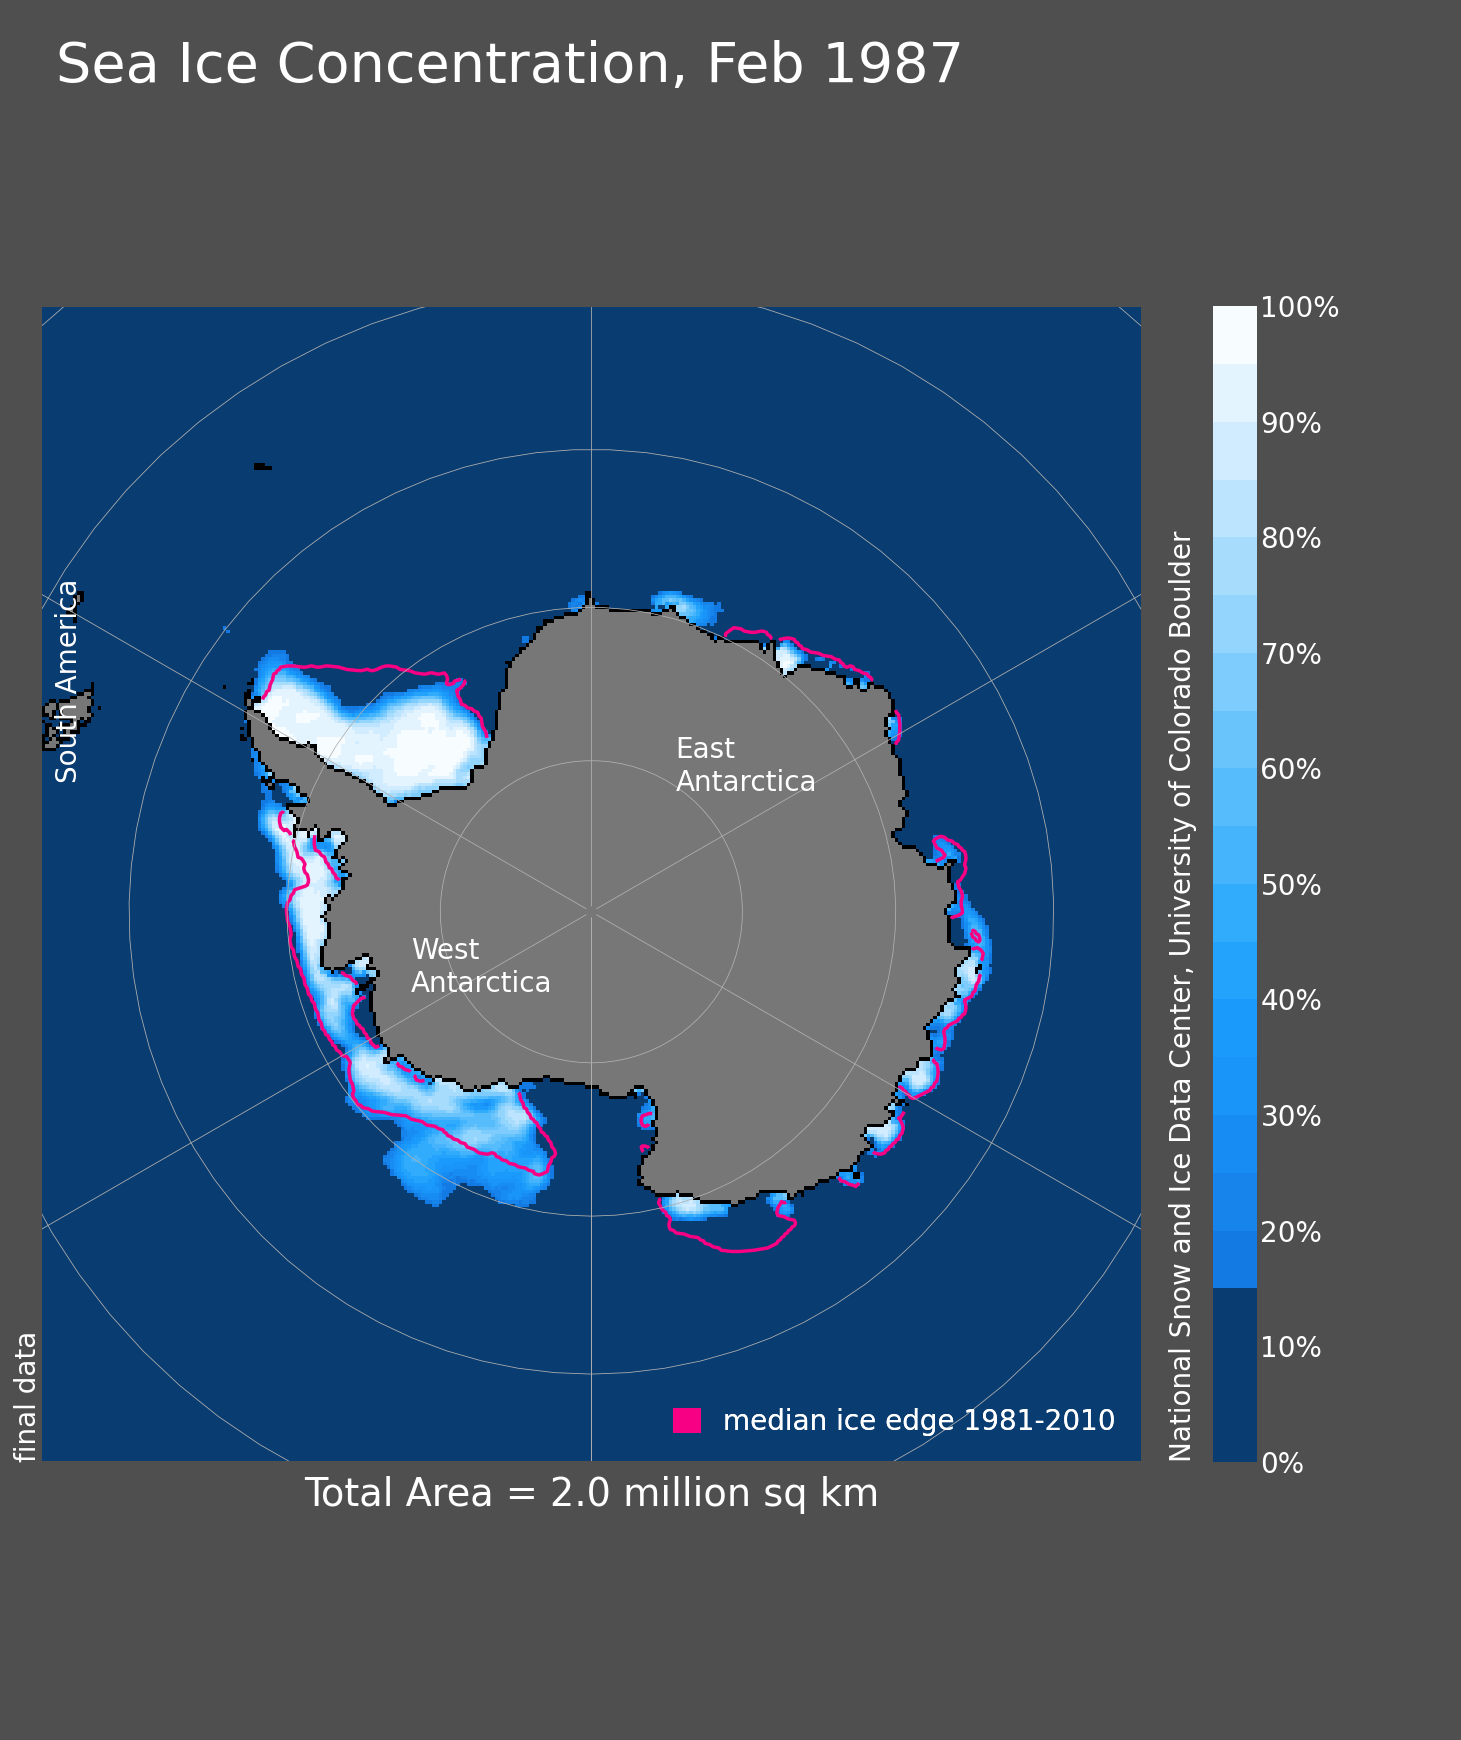 Sea Ice Concentration, Feb 1987
South America
East
Antarctica
West
Antarctica
final data
median ice edge 1981-2010
Total Area = 2.0 million sq km
National Snow and Ice Data Center, University of Colorado Boulder
100%
90%
80%
70%
60%
50%
40%
30%
20%
10%
0%